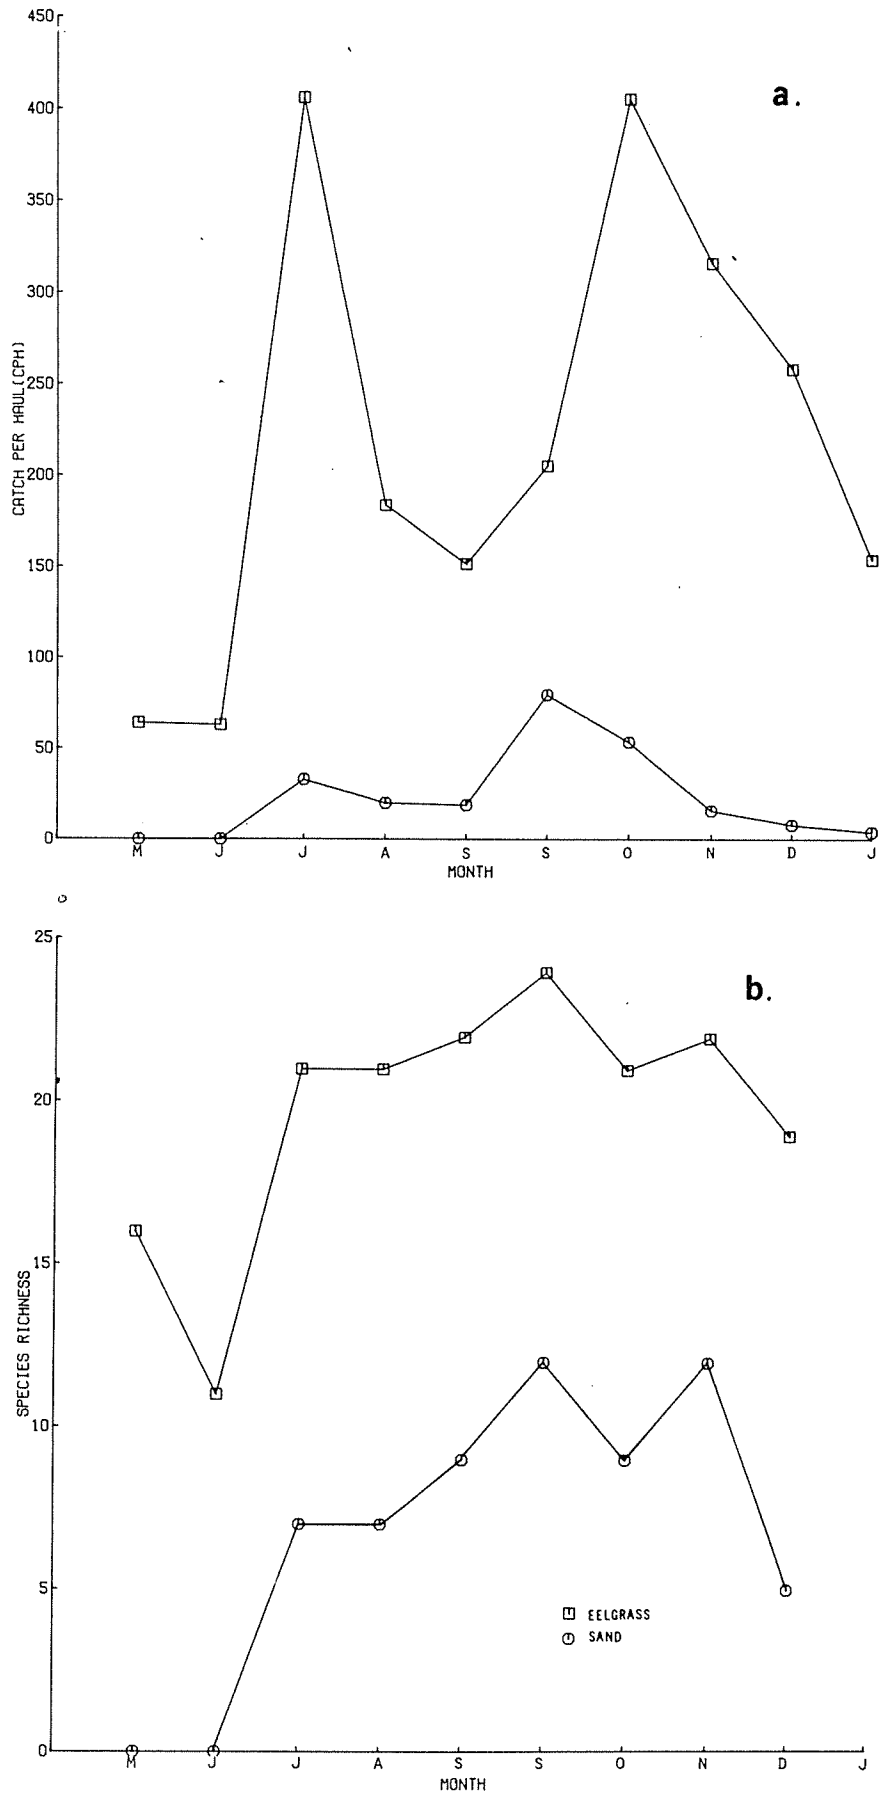 450
400
a.
350
300
250
200
150
100
50
0
CATCH PER HAUL(CPH)
M J J A S S O N D J
MONTH
25
b.
20
15
10
5
0
SPECIES RICHNESS
EELGRASS
SAND
M J J A S S O N D J
MONTH